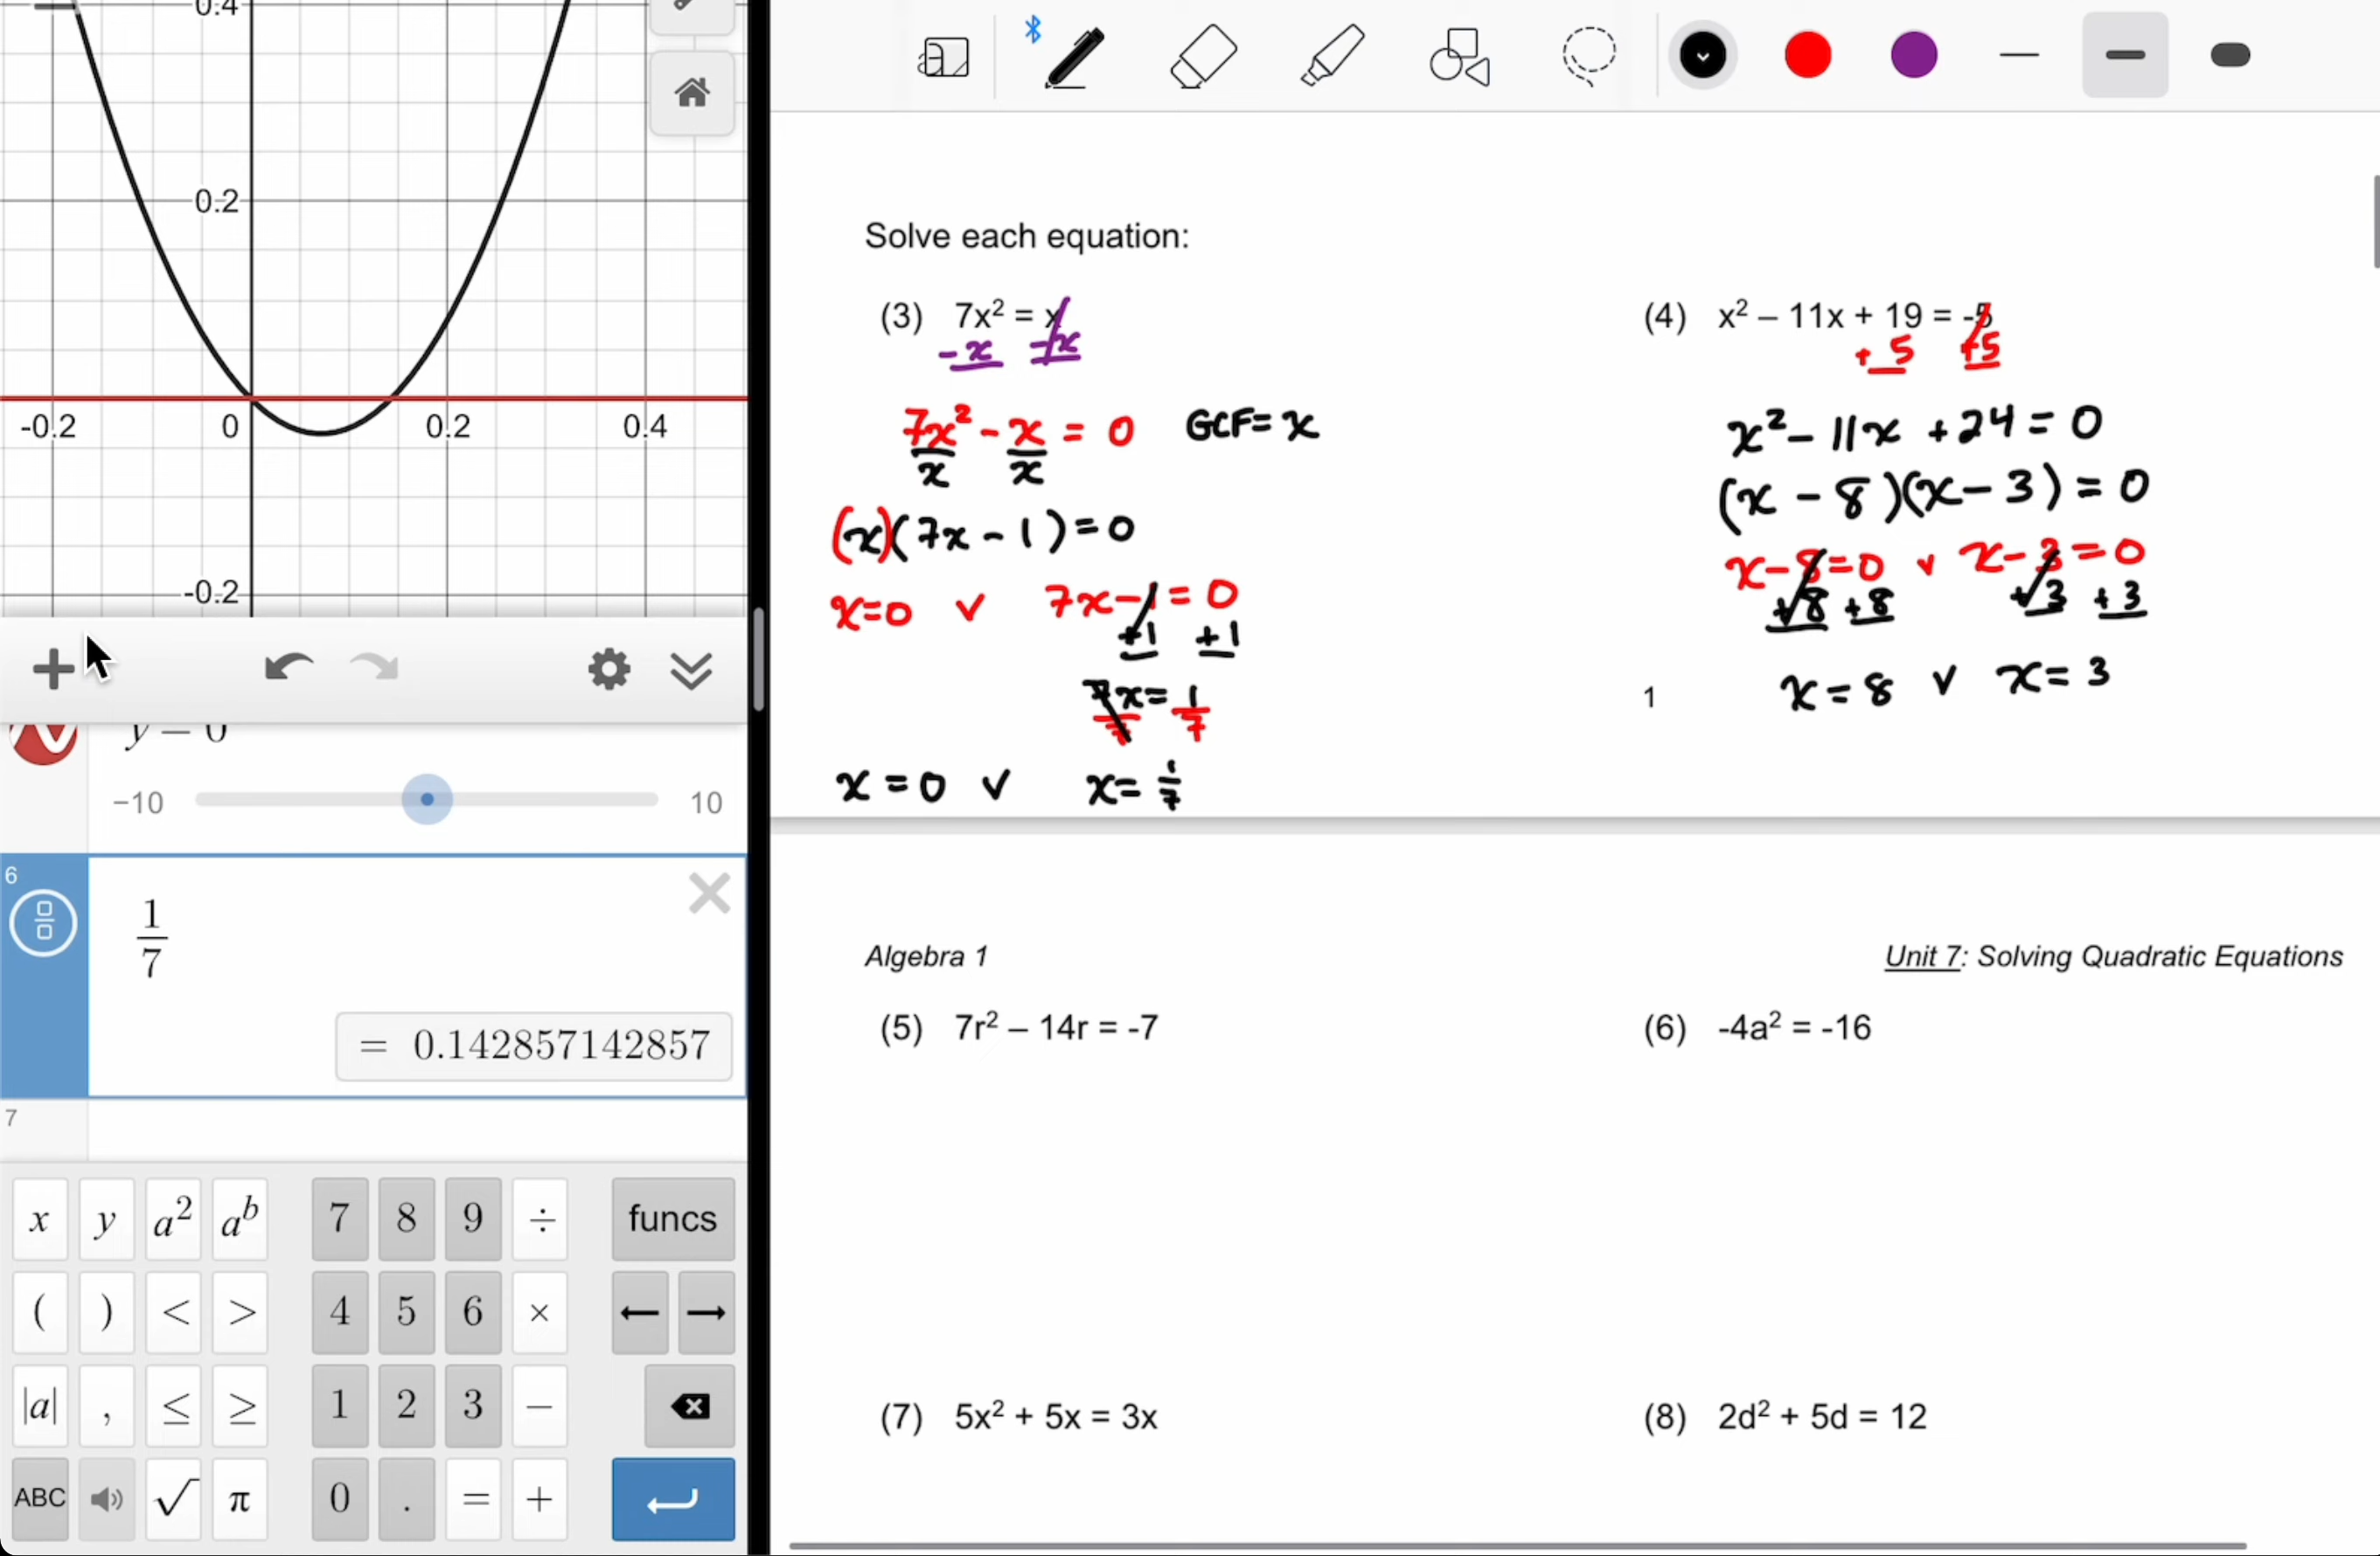 0.4
0.2
-0.2 0 0.2 0.4
-0.2
y = 0
−10 10
6
1/7
= 0.142857142857
7
x y a² aᵇ 7 8 9 ÷ funcs
( ) < > 4 5 6 × ← →
|a| , ≤ ≥ 1 2 3 −
ABC √ π 0 . = +
Solve each equation:
(3) 7x² = x
-x -x
7x² - x = 0 GCF = x
x x
(x)(7x - 1) = 0
x=0 ∨ 7x-1 = 0
+1 +1
7x = 1
7 7
x = 0 ∨ x = 1/7
(4) x² – 11x + 19 = -5
+5 +5
x² - 11x + 24 = 0
(x - 8)(x - 3) = 0
x-8=0 ∨ x-3=0
+8 +8 +3 +3
x = 8 ∨ x = 3
1
Algebra 1 Unit 7: Solving Quadratic Equations
(5) 7r² – 14r = -7
(6) -4a² = -16
(7) 5x² + 5x = 3x
(8) 2d² + 5d = 12